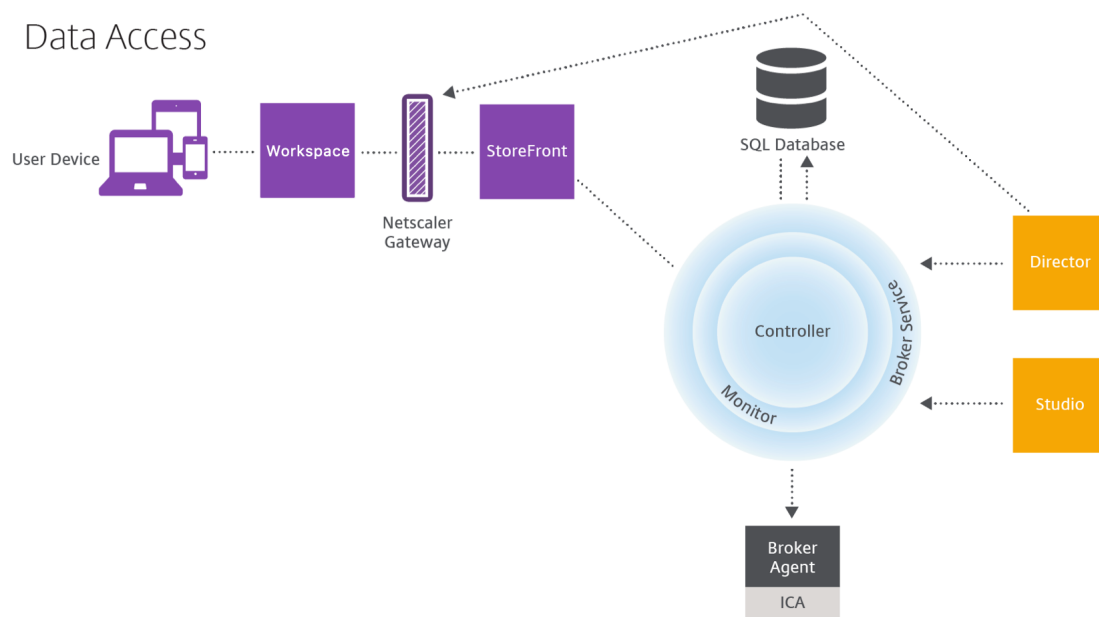 Data Access
User Device
Workspace
Netscaler
Gateway
StoreFront
SQL Database
Director
Controller
Broker Service
Monitor
Studio
Broker
Agent
ICA